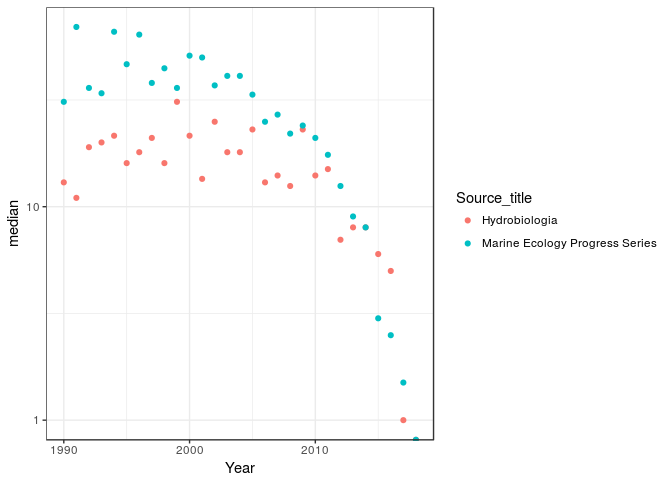 10
1
median
1990
2000
2010
Year
Source_title
Hydrobiologia
Marine Ecology Progress Series